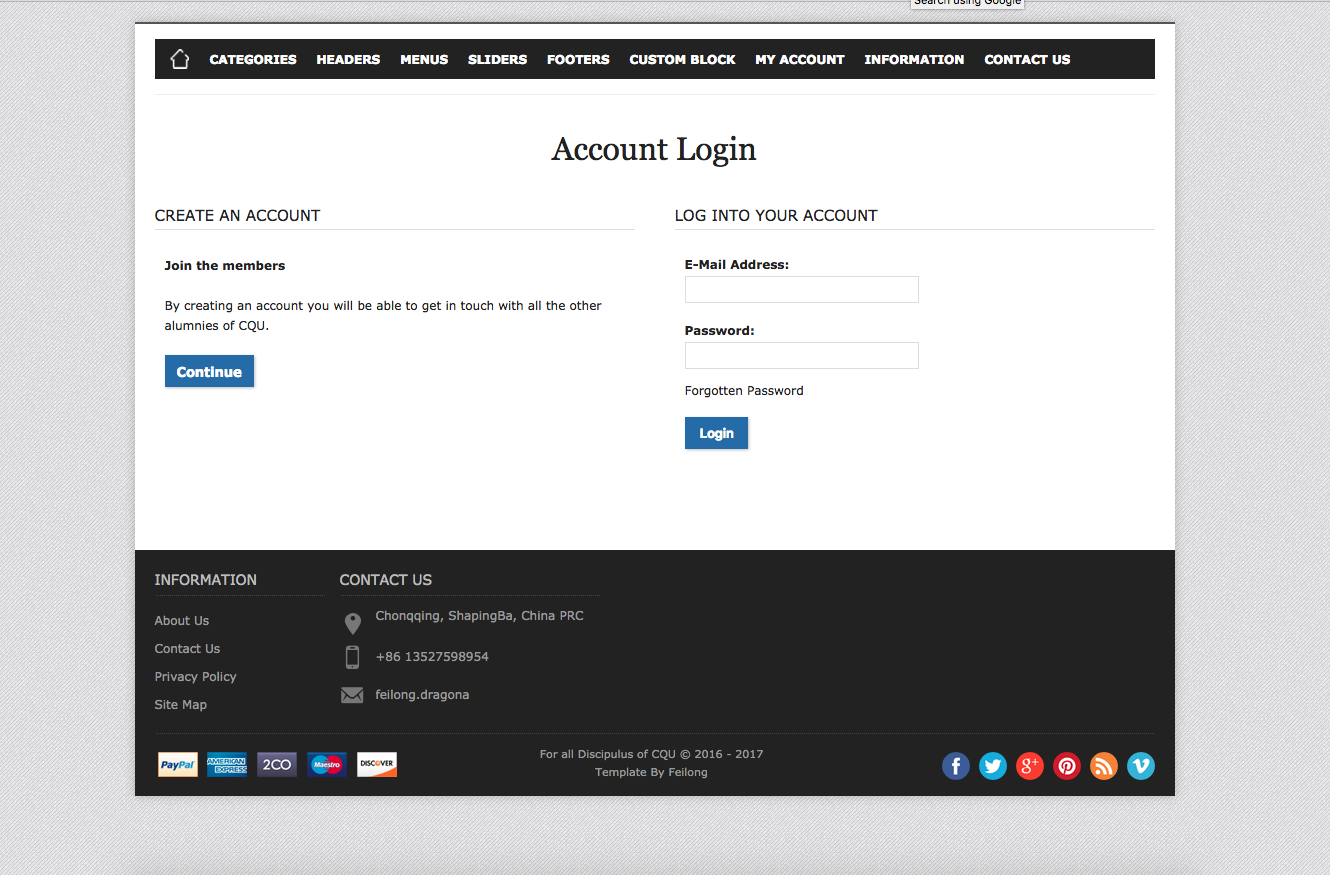 Search using Google
CATEGORIES HEADERS MENUS SLIDERS FOOTERS CUSTOM BLOCK MY ACCOUNT INFORMATION CONTACT US
Account Login
CREATE AN ACCOUNT
Join the members
By creating an account you will be able to get in touch with all the other
alumnies of CQU.
Continue
LOG INTO YOUR ACCOUNT
E-Mail Address:
Password:
Forgotten Password
Login
INFORMATION
About Us
Contact Us
Privacy Policy
Site Map
CONTACT US
Chonqqing, ShapingBa, China PRC
+86 13527598954
feilong.dragona
PayPal
AMERICAN
EXPRESS
2CO
Maestro
DISCOVER
For all Discipulus of CQU © 2016 - 2017
Template By Feilong